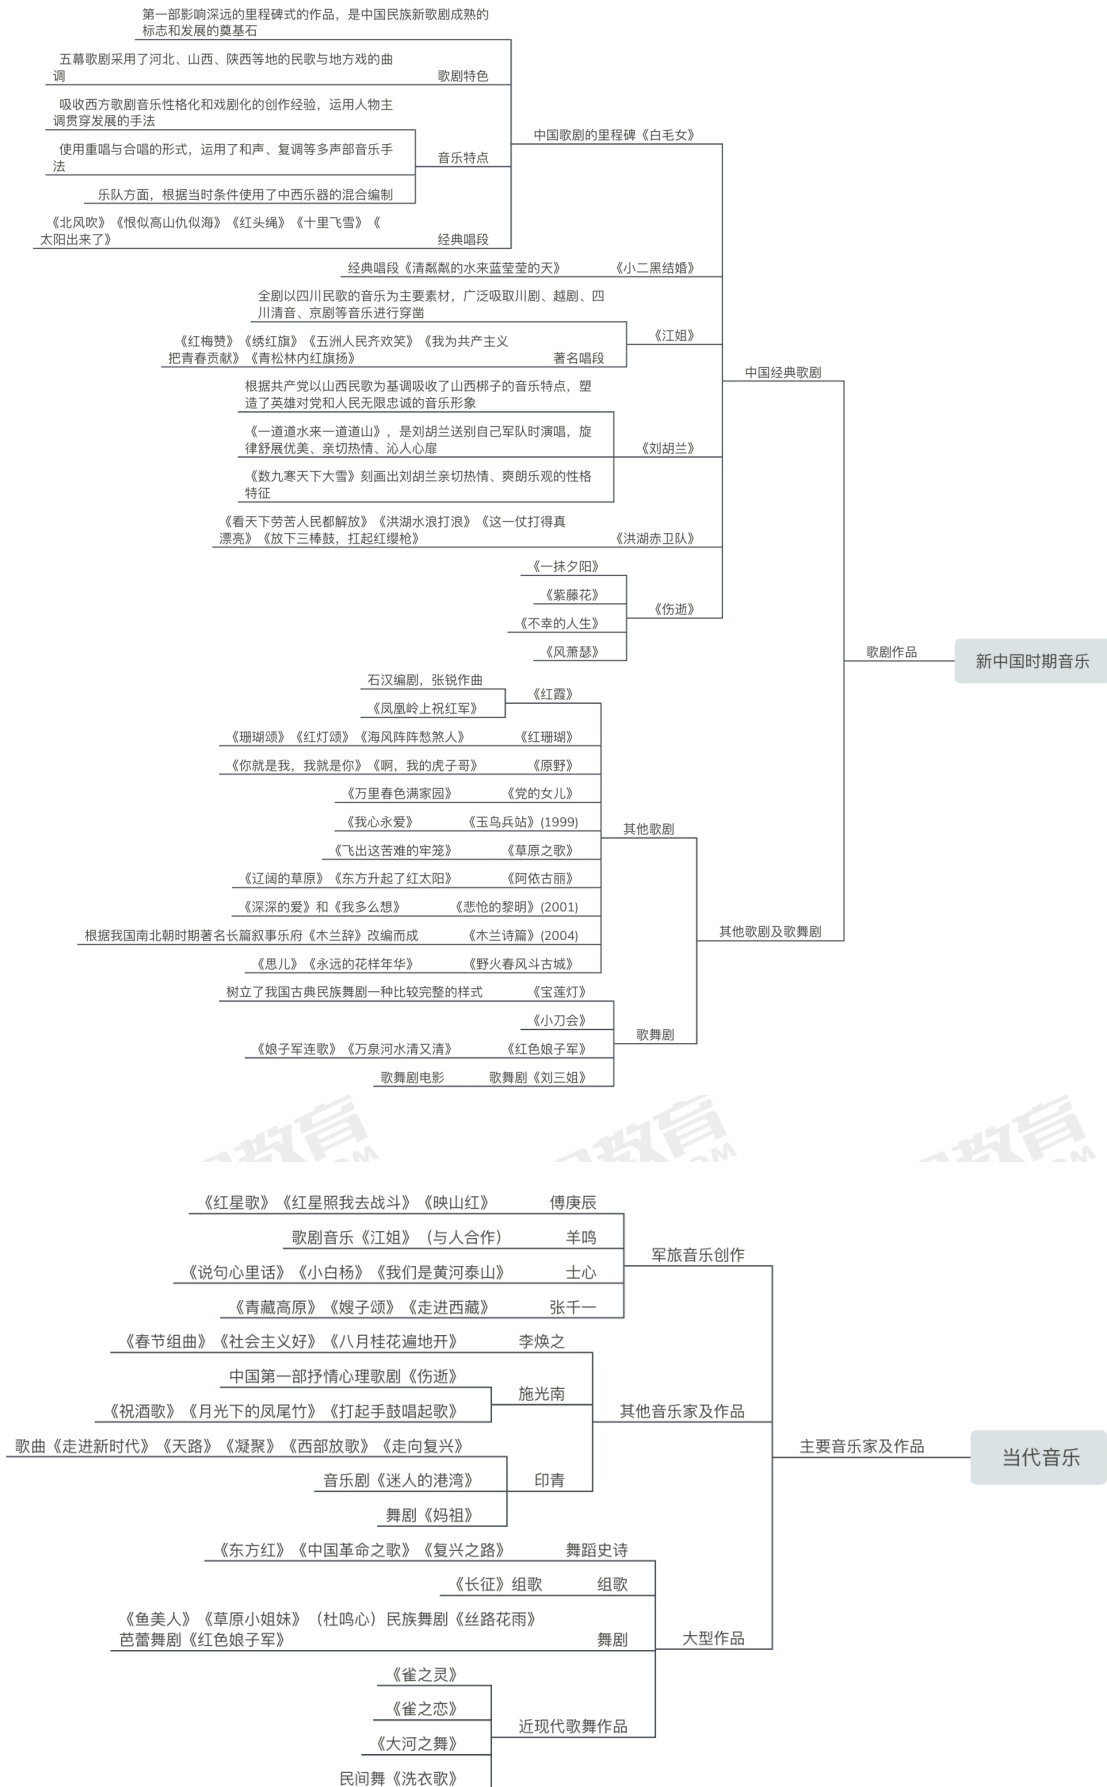 第一部影响深远的里程碑式的作品，是中国民族新歌剧成熟的
标志和发展的奠基石
五幕歌剧采用了河北、山西、陕西等地的民歌与地方戏的曲
调
歌剧特色
吸收西方歌剧音乐性格化和戏剧化的创作经验，运用人物主
调贯穿发展的手法
中国歌剧的里程碑《白毛女》
使用重唱与合唱的形式，运用了和声、复调等多声部音乐手
法
音乐特点
乐队方面，根据当时条件使用了中西乐器的混合编制
《北风吹》《恨似高山仇似海》《红头绳》《十里飞雪》《
太阳出来了》
经典唱段
经典唱段《清粼粼的水来蓝莹莹的天》
《小二黑结婚》
全剧以四川民歌的音乐为主要素材，广泛吸取川剧、越剧、四
川清音、京剧等音乐进行穿凿
《江姐》
《红梅赞》《绣红旗》《五洲人民齐欢笑》《我为共产主义
把青春贡献》《青松林内红旗扬》
著名唱段
中国经典歌剧
根据共产党以山西民歌为基调吸收了山西梆子的音乐特点，塑
造了英雄对党和人民无限忠诚的音乐形象
《一道道水来一道道山》，是刘胡兰送别自己军队时演唱，旋
律舒展优美、亲切热情、沁人心扉
《刘胡兰》
《数九寒天下大雪》刻画出刘胡兰亲切热情、爽朗乐观的性格
特征
《看天下劳苦人民都解放》《洪湖水浪打浪》《这一仗打得真
漂亮》《放下三棒鼓，扛起红缨枪》
《洪湖赤卫队》
《一抹夕阳》
《紫藤花》
《伤逝》
《不幸的人生》
《风萧瑟》
歌剧作品
新中国时期音乐
石汉编剧，张锐作曲
《红霞》
《凤凰岭上祝红军》
《珊瑚颂》《红灯颂》《海风阵阵愁煞人》
《红珊瑚》
《你就是我，我就是你》《啊，我的虎子哥》
《原野》
《万里春色满家园》
《党的女儿》
《我心永爱》
《玉鸟兵站》(1999)
其他歌剧
《飞出这苦难的牢笼》
《草原之歌》
《辽阔的草原》《东方升起了红太阳》
《阿依古丽》
《深深的爱》和《我多么想》
《悲怆的黎明》(2001)
根据我国南北朝时期著名长篇叙事乐府《木兰辞》改编而成
《木兰诗篇》(2004)
其他歌剧及歌舞剧
《思儿》《永远的花样年华》
《野火春风斗古城》
树立了我国古典民族舞剧一种比较完整的样式
《宝莲灯》
《小刀会》
歌舞剧
《娘子军连歌》《万泉河水清又清》
《红色娘子军》
歌舞剧电影
歌舞剧《刘三姐》
《红星歌》《红星照我去战斗》《映山红》
傅庚辰
歌剧音乐《江姐》（与人合作）
羊鸣
军旅音乐创作
《说句心里话》《小白杨》《我们是黄河泰山》
士心
《青藏高原》《嫂子颂》《走进西藏》
张千一
《春节组曲》《社会主义好》《八月桂花遍地开》
李焕之
中国第一部抒情心理歌剧《伤逝》
施光南
《祝酒歌》《月光下的凤尾竹》《打起手鼓唱起歌》
其他音乐家及作品
歌曲《走进新时代》《天路》《凝聚》《西部放歌》《走向复兴》
音乐剧《迷人的港湾》
印青
舞剧《妈祖》
主要音乐家及作品
当代音乐
《东方红》《中国革命之歌》《复兴之路》
舞蹈史诗
《长征》组歌
组歌
《鱼美人》《草原小姐妹》（杜鸣心）民族舞剧《丝路花雨》
芭蕾舞剧《红色娘子军》
舞剧
大型作品
《雀之灵》
《雀之恋》
近现代歌舞作品
《大河之舞》
民间舞《洗衣歌》